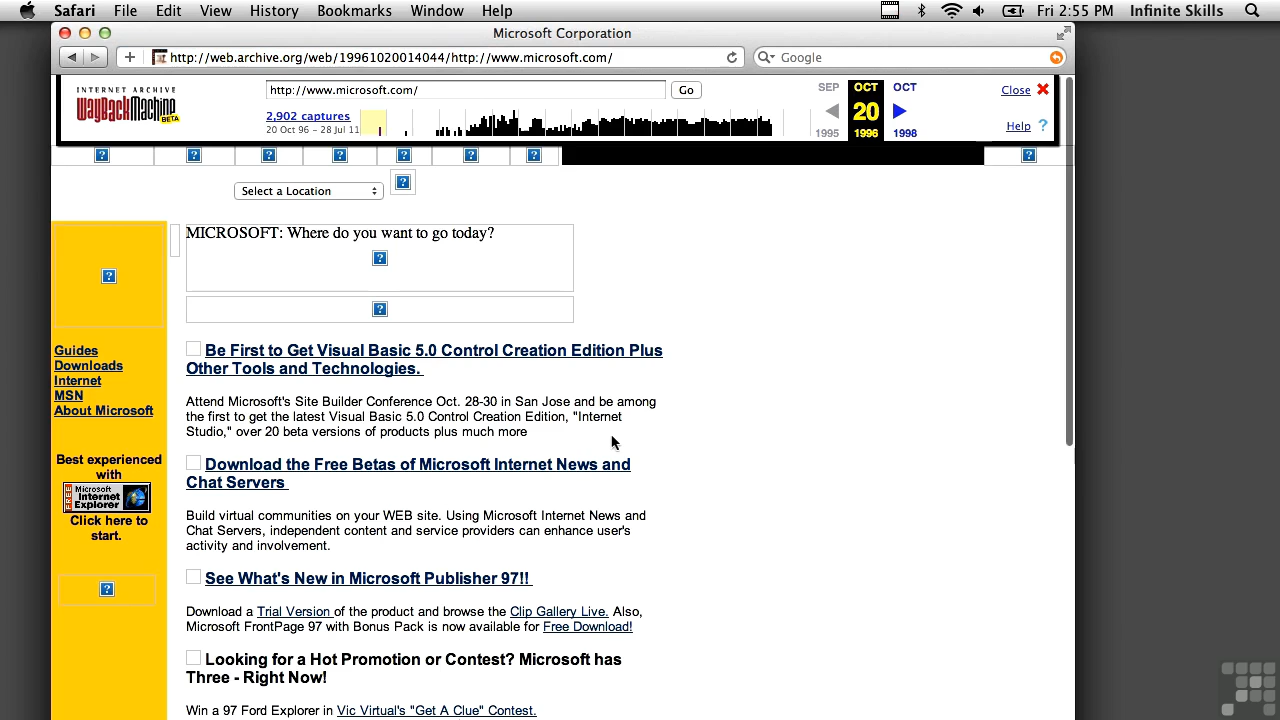 Safari File Edit View History Bookmarks Window Help Fri 2:55 PM Infinite Skills
Microsoft Corporation
http://web.archive.org/web/19961020014044/http://www.microsoft.com/
Google
INTERNET ARCHIVE
WayBackMachine
BETA
http://www.microsoft.com/
Go
SEP OCT OCT
Close
2,902 captures
20
20 Oct 96 - 28 Jul 11
1995 1996 1998
Help ?
Select a Location
MICROSOFT: Where do you want to go today?
Guides
Downloads
Internet
MSN
About Microsoft
Best experienced
with
FREE
Microsoft
Internet
Explorer
Click here to
start.
Be First to Get Visual Basic 5.0 Control Creation Edition Plus
Other Tools and Technologies.
Attend Microsoft's Site Builder Conference Oct. 28-30 in San Jose and be among
the first to get the latest Visual Basic 5.0 Control Creation Edition, "Internet
Studio," over 20 beta versions of products plus much more
Download the Free Betas of Microsoft Internet News and
Chat Servers
Build virtual communities on your WEB site. Using Microsoft Internet News and
Chat Servers, independent content and service providers can enhance user's
activity and involvement.
See What's New in Microsoft Publisher 97!!
Download a Trial Version of the product and browse the Clip Gallery Live. Also,
Microsoft FrontPage 97 with Bonus Pack is now available for Free Download!
Looking for a Hot Promotion or Contest? Microsoft has
Three - Right Now!
Win a 97 Ford Explorer in Vic Virtual's "Get A Clue" Contest.